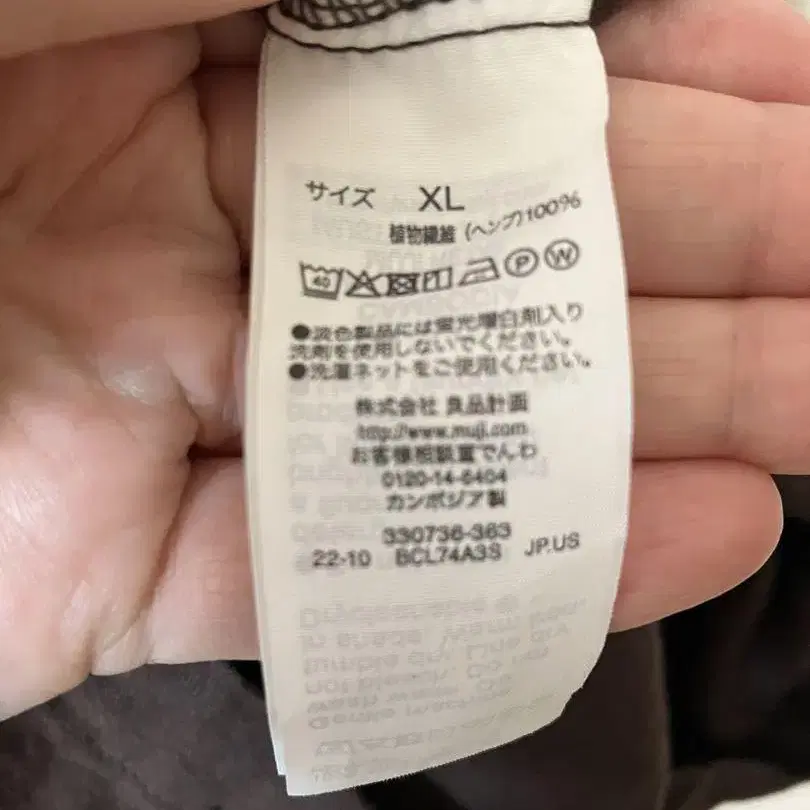 サイズ XL
植物繊維 (ヘンプ) 100%
40 P W
●淡色製品には蛍光増白剤入り
洗剤を使用しないでください。
●洗濯ネットをご使用ください。
株式会社 良品計画
http://www.muji.com
お客様相談室でんわ
0120-14-6404
カンボジア製
330736-363
22-10 BCL74A3S JP.US